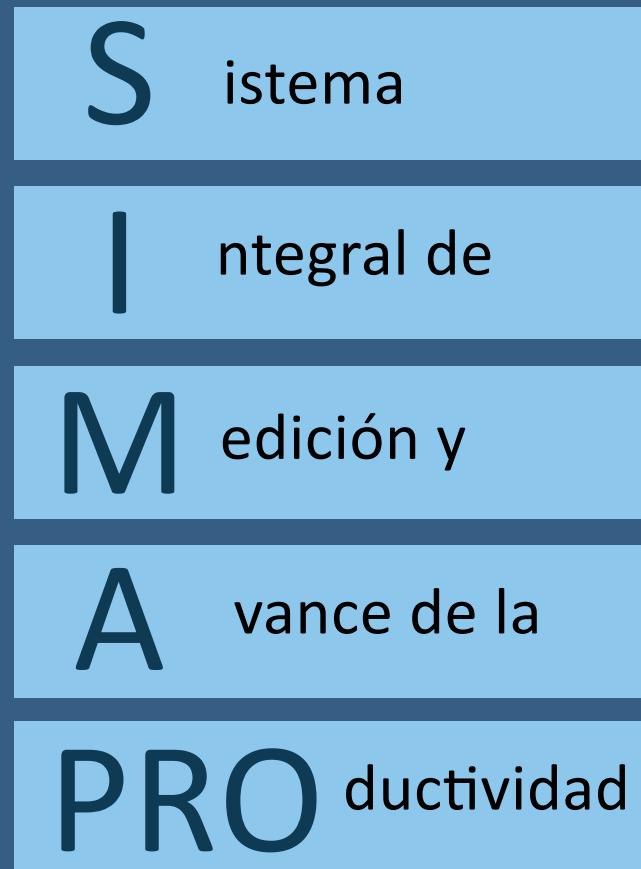 S istema
I ntegral de
M edición y
A vance de la
PRO ductividad